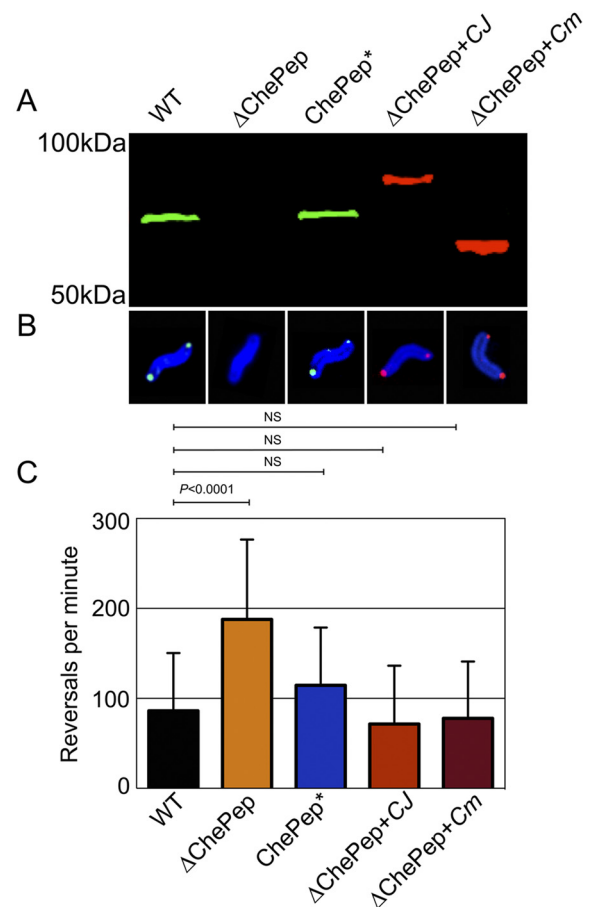 A
WT
ΔChePep
ChePep*
ΔChePep+CJ
ΔChePep+Cm
100kDa
50kDa
B
NS
NS
NS
P<0.0001
C
Reversals per minute
300
200
100
0
WT
ΔChePep
ChePep*
ΔChePep+CJ
ΔChePep+Cm